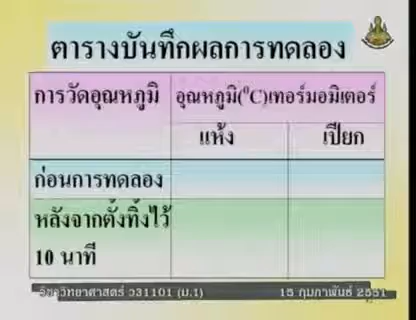 ตารางบันทึกผลการทดลอง
การวัดอุณหภูมิ
อุณหภูมิ(⁰C)เทอร์มอมิเตอร์
แห้ง
เปียก
ก่อนการทดลอง
หลังจากตั้งทิ้งไว้
10 นาที
วิชาวิทยาศาสตร์ ว31101 (ม.1)
15 กุมภาพันธ์ 2551